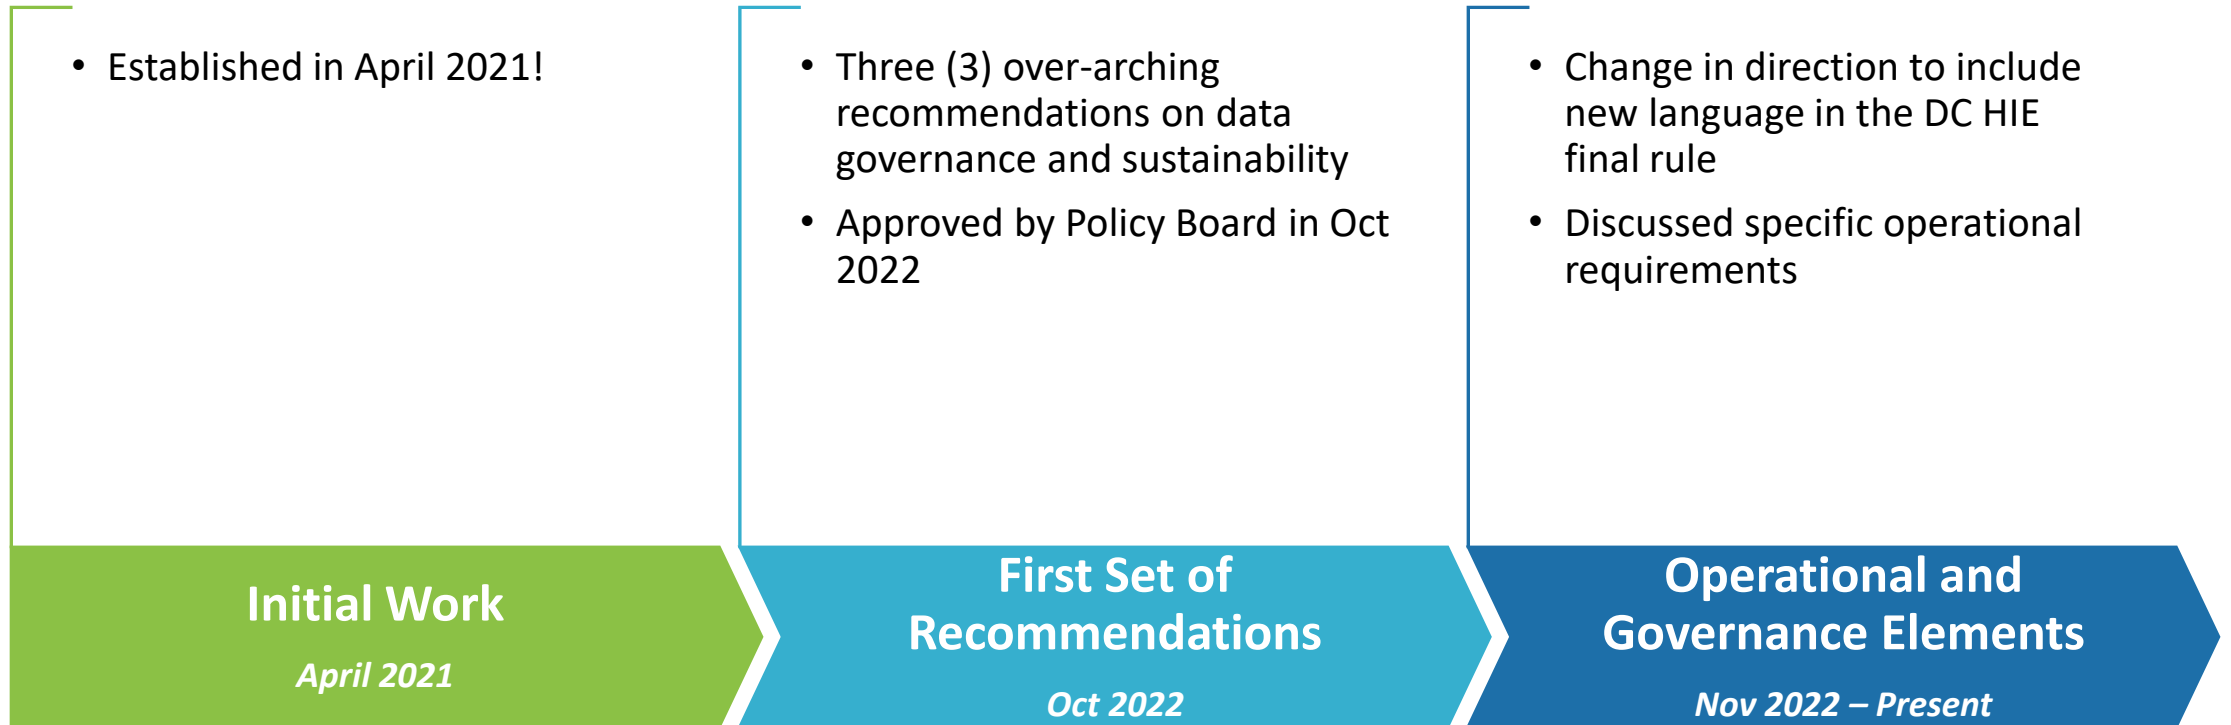 • Established in April 2021!
• Three (3) over-arching
recommendations on data
governance and sustainability
• Approved by Policy Board in Oct
2022
• Change in direction to include
new language in the DC HIE
final rule
• Discussed specific operational
requirements
Initial Work
April 2021
First Set of
Recommendations
Oct 2022
Operational and
Governance Elements
Nov 2022 – Present